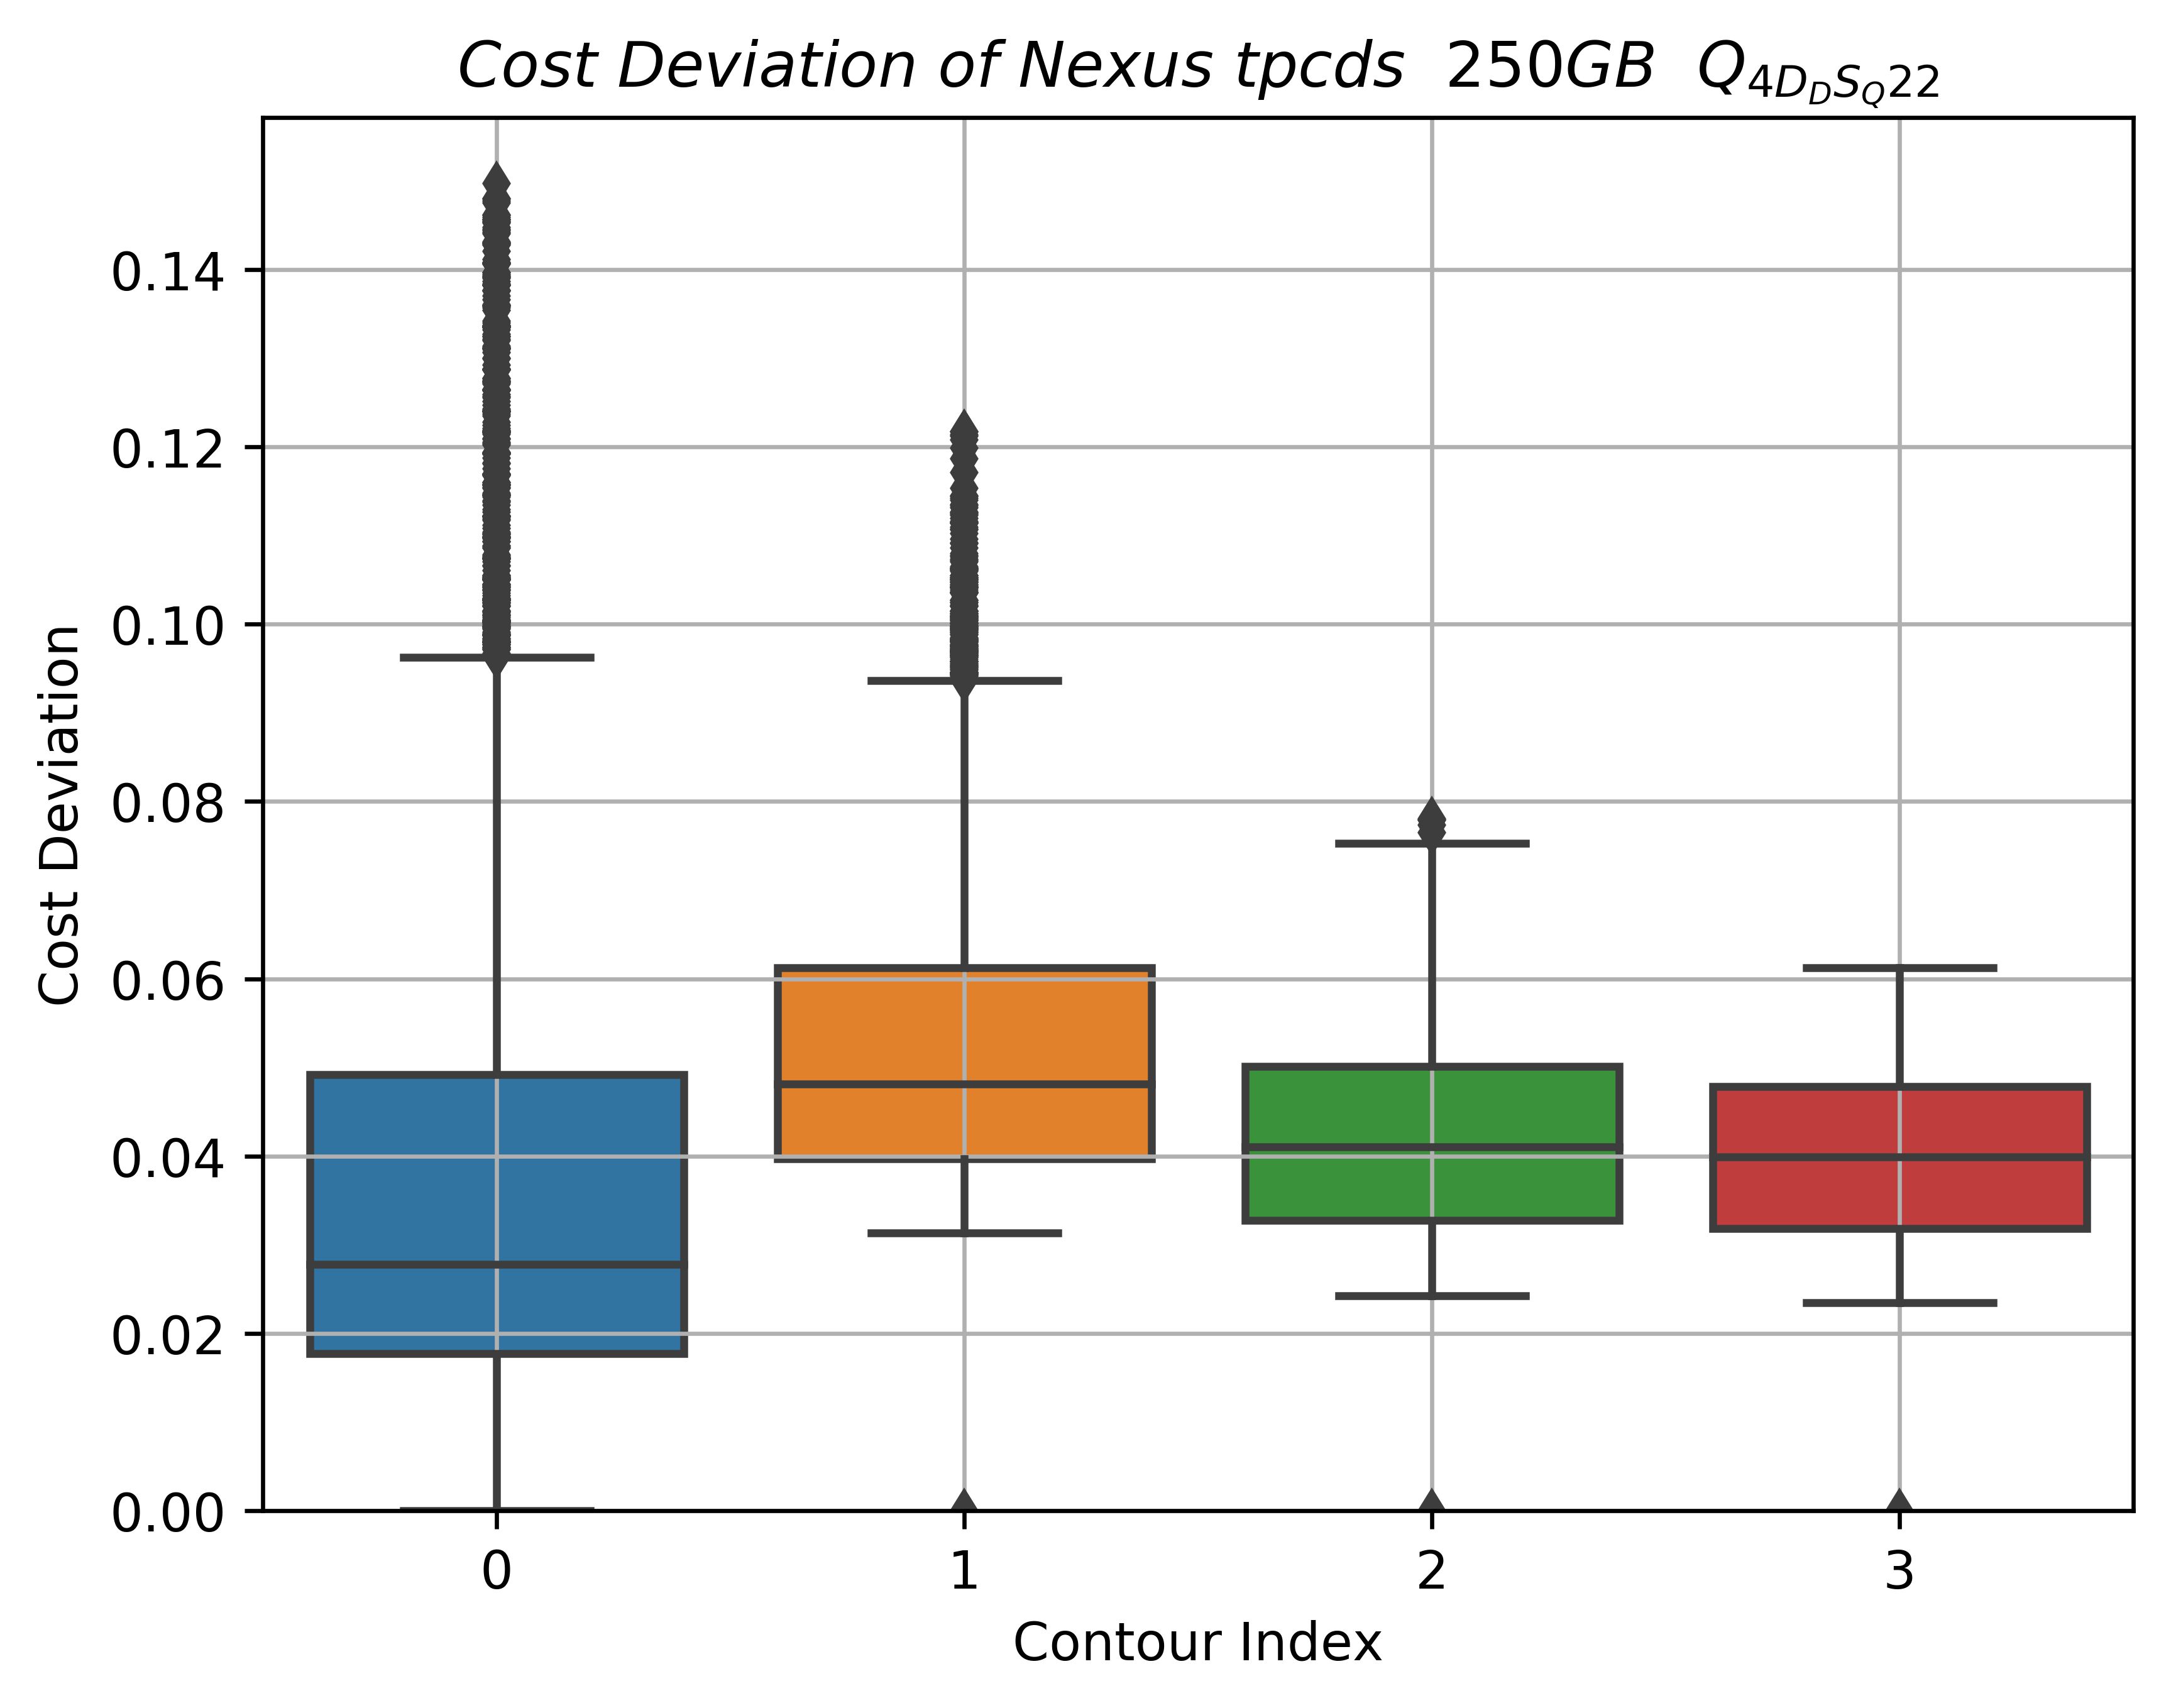 Cost Deviation of Nexus tpcds 250GB Q4DDSQ22
Cost Deviation
0.14
0.12
0.10
0.08
0.06
0.04
0.02
0.00
0 1 2 3
Contour Index